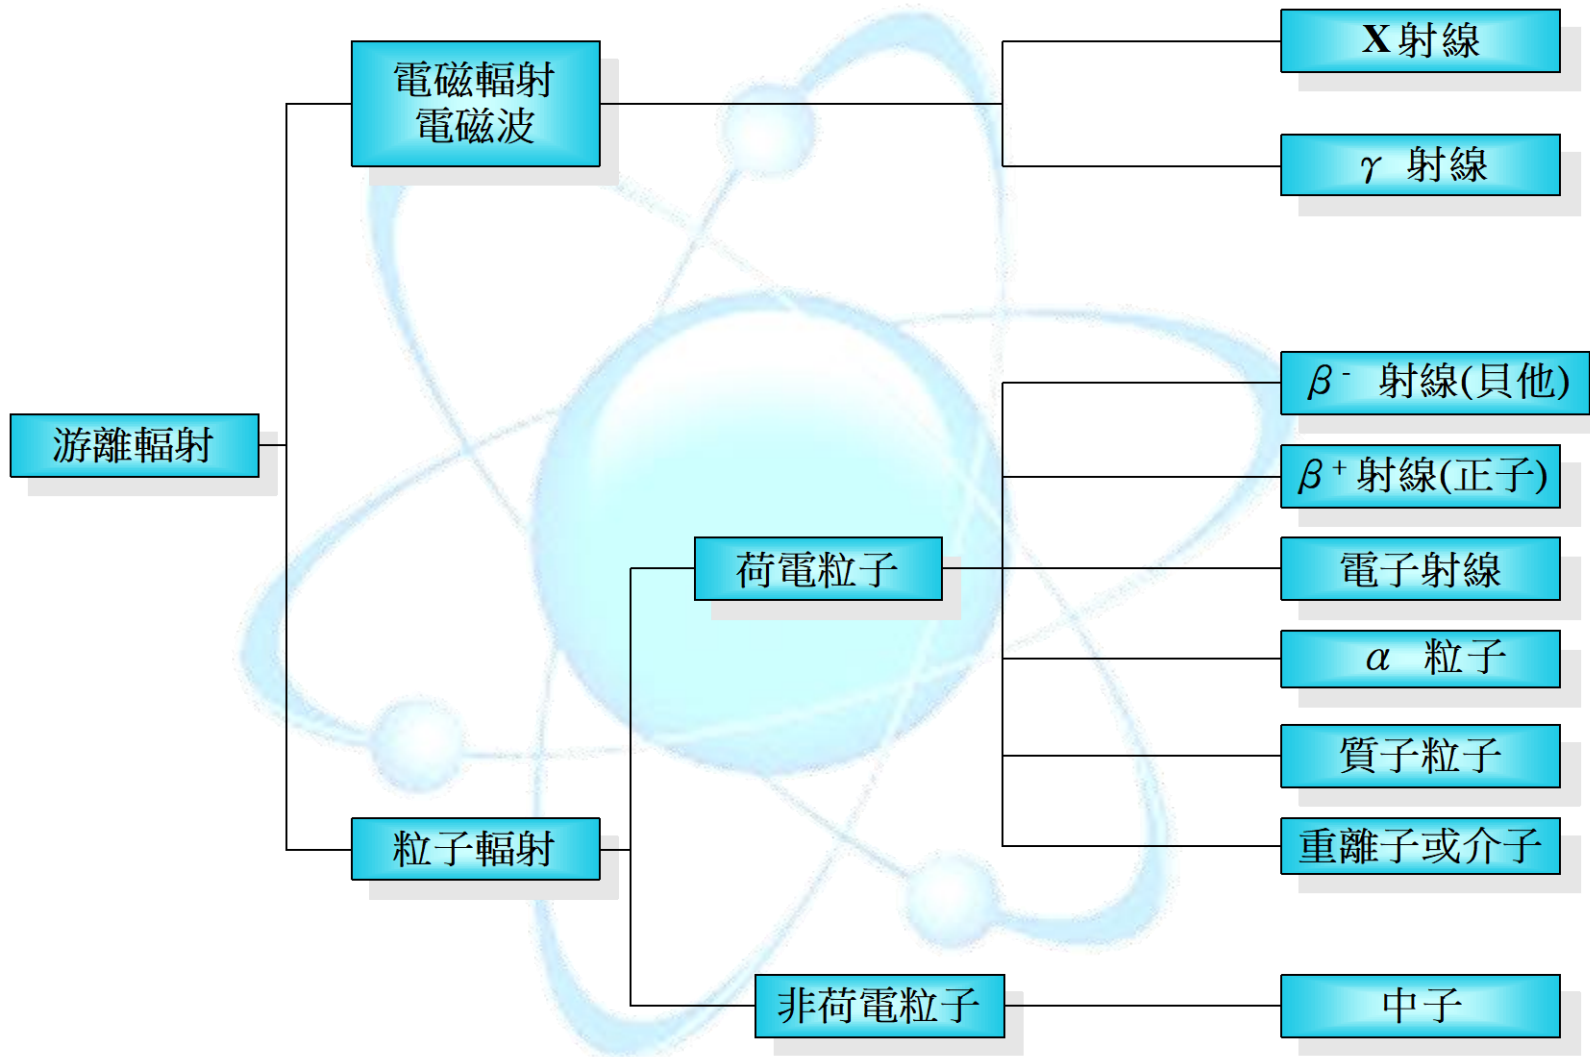 X 射線
電磁輻射
電磁波
γ 射線
β - 射線(貝他)
游離輻射
β + 射線(正子)
荷電粒子
電子射線
α 粒子
質子粒子
粒子輻射
重離子或介子
非荷電粒子
中子